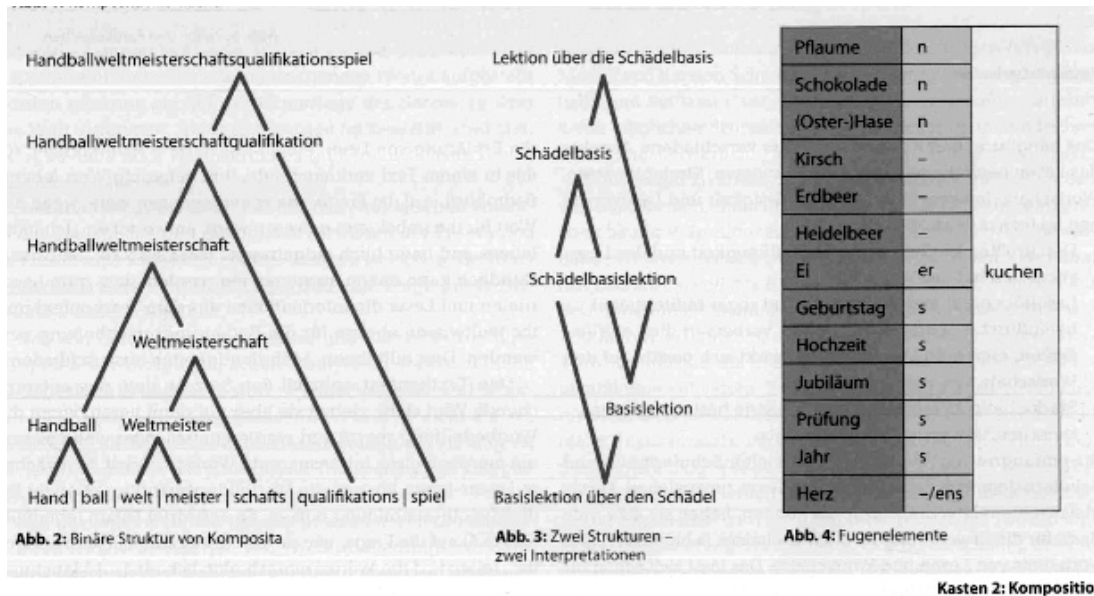 Handballweltmeisterschaftsqualifikationsspiel
Handballweltmeisterschaftqualifikation
Handballweltmeisterschaft
Weltmeisterschaft
Handball Weltmeister
Hand | ball | welt | meister | schafts | qualifikations | spiel
Abb. 2: Binäre Struktur von Komposita
Lektion über die Schädelbasis
Schädelbasis
Schädelbasislektion
Basislektion
Basislektion über den Schädel
Abb. 3: Zwei Strukturen –
zwei Interpretationen
Pflaume n
Schokolade n
(Oster-)Hase n
Kirsch –
Erdbeer –
Heidelbeer –
Ei er kuchen
Geburtstag s
Hochzeit s
Jubiläum s
Prüfung s
Jahr s
Herz –/ens
Abb. 4: Fugenelemente
Kasten 2: Kompositio